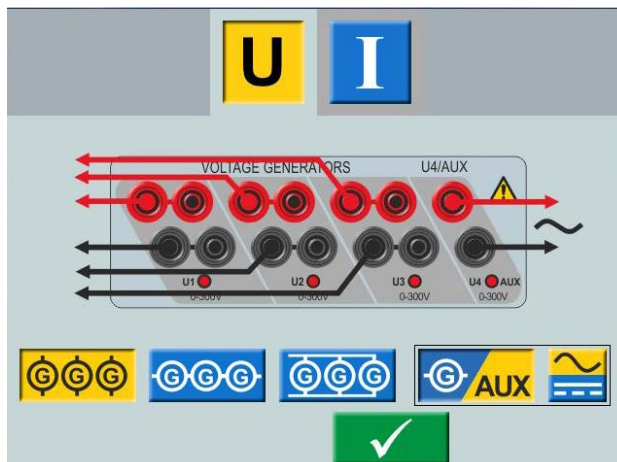 U I
VOLTAGE GENERATORS U4/AUX
U1 U2 U3 U4 AUX
0-300V 0-300V 0-300V 0-300V
G G G G G G G G G G AUX